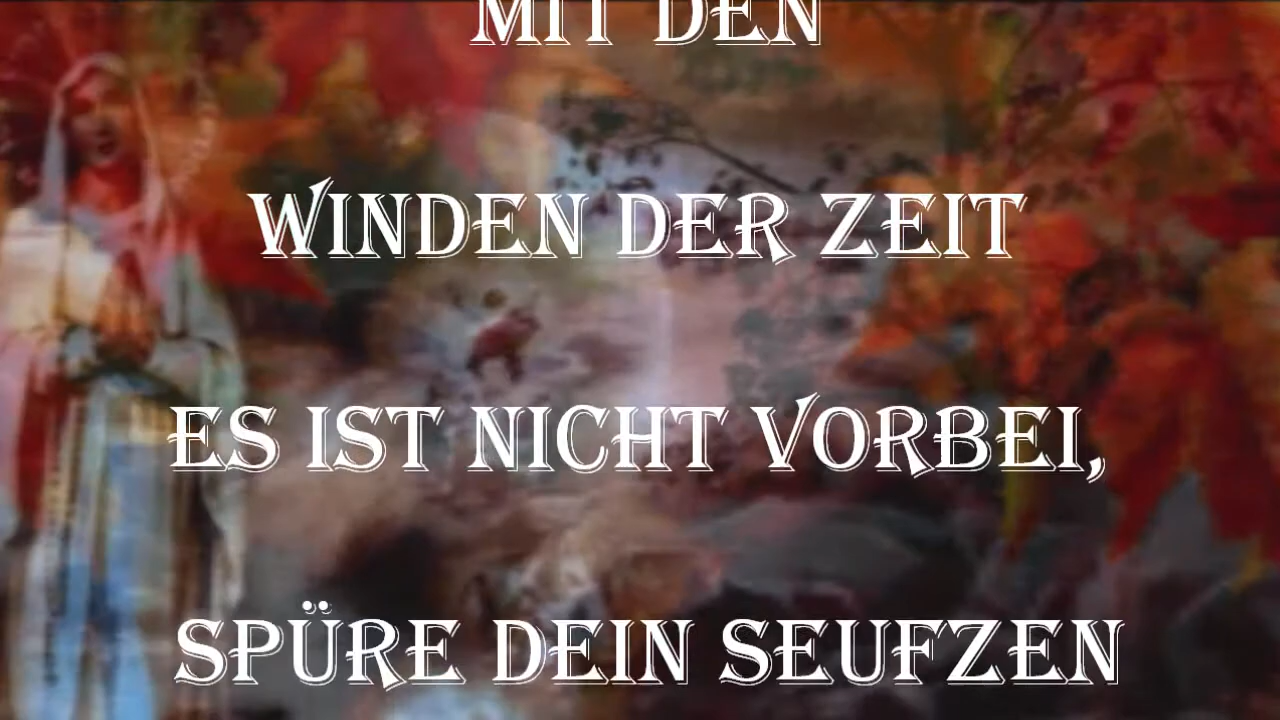 MIT DEN
WINDEN DER ZEIT
ES IST NICHT VORBEI,
SPÜRE DEIN SEUFZEN